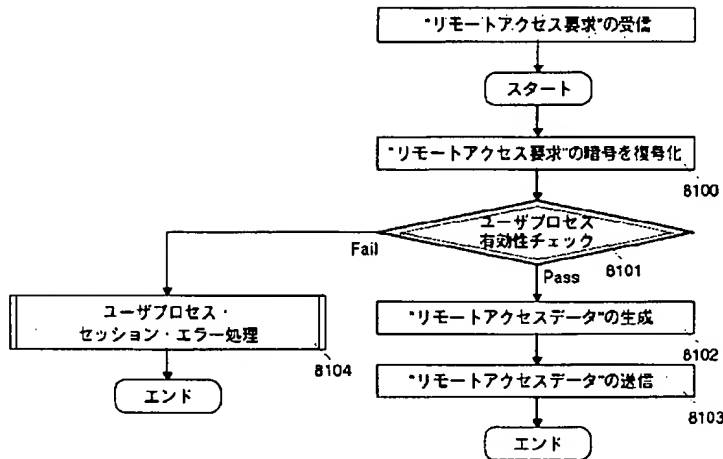 "リモートアクセス要求"の受信
スタート
"リモートアクセス要求"の暗号を復号化
8100
ユーザプロセス
有効性チェック
8101
Fail
Pass
ユーザプロセス・
セッション・エラー処理
8104
エンド
"リモートアクセスデータ"の生成
8102
"リモートアクセスデータ"の送信
8103
エンド